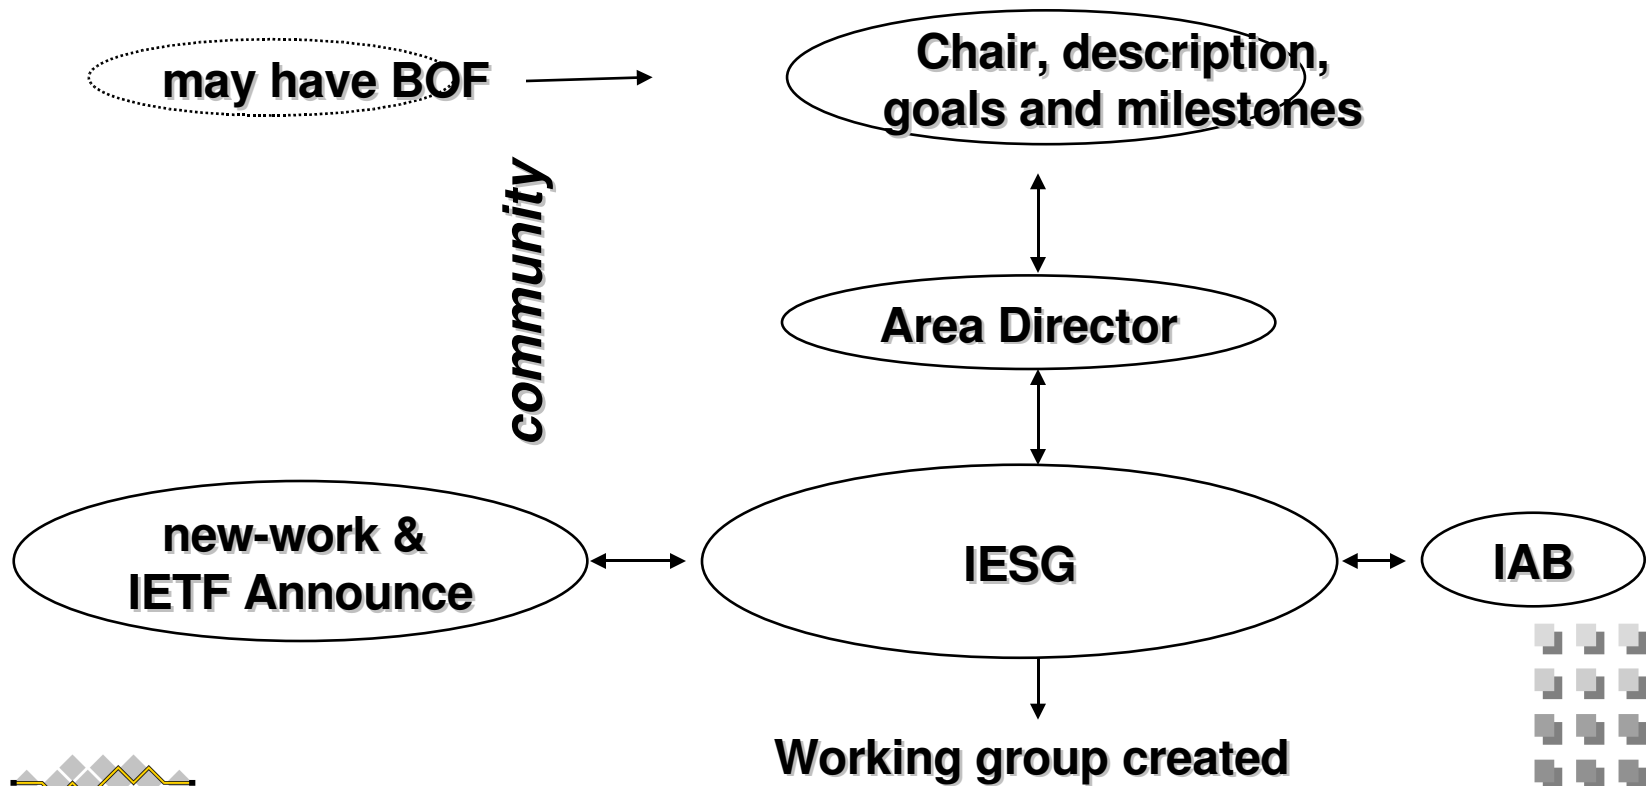 may have BOF
Chair, description,
goals and milestones
community
Area Director
new-work &
IETF Announce
IESG
IAB
Working group created